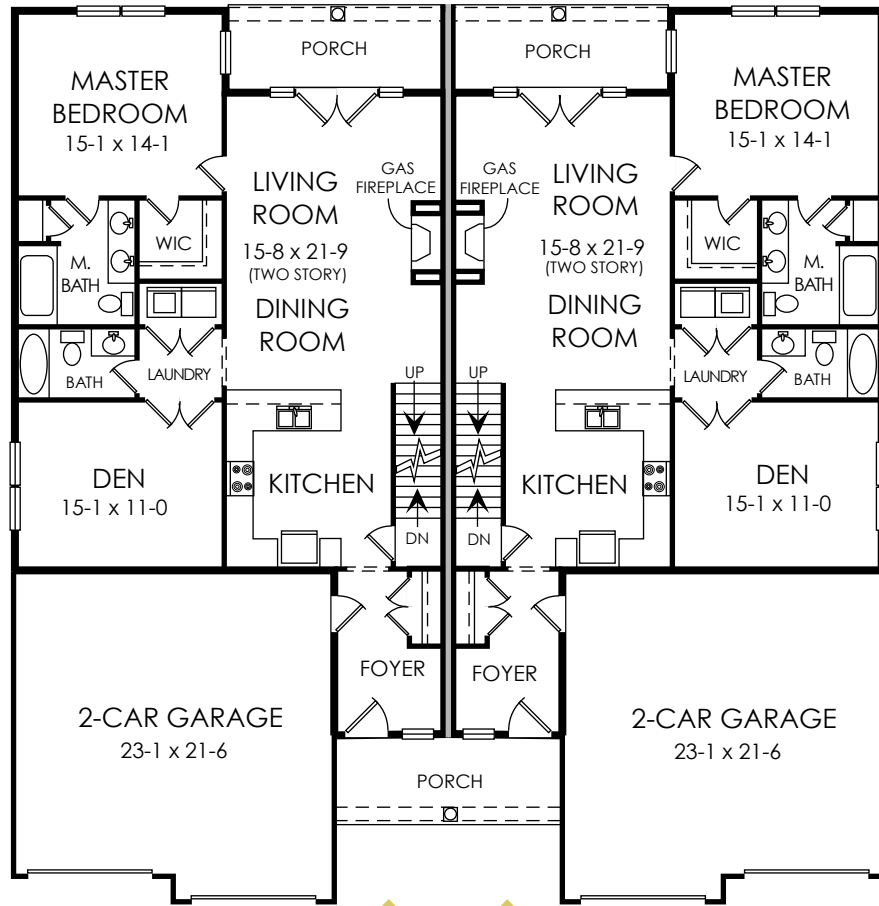 PORCH
PORCH
MASTER
BEDROOM
15-1 x 14-1
MASTER
BEDROOM
15-1 x 14-1
LIVING
ROOM
15-8 x 21-9
(TWO STORY)
DINING
ROOM
GAS
FIREPLACE
GAS
FIREPLACE
LIVING
ROOM
15-8 x 21-9
(TWO STORY)
DINING
ROOM
WIC
WIC
M.
BATH
M.
BATH
BATH
LAUNDRY
UP
UP
LAUNDRY
BATH
DEN
15-1 x 11-0
KITCHEN
KITCHEN
DEN
15-1 x 11-0
DN
DN
FOYER
FOYER
2-CAR GARAGE
23-1 x 21-6
2-CAR GARAGE
23-1 x 21-6
PORCH